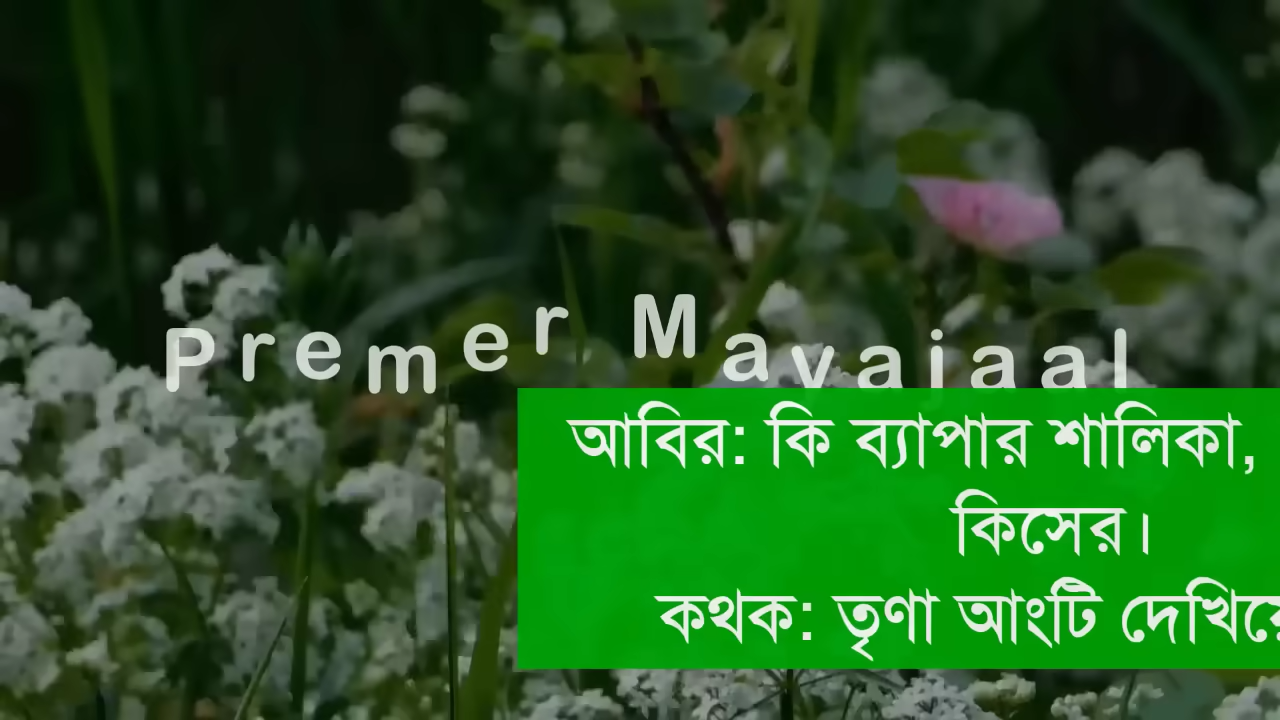 Premer Mayajaal
আবির: কি ব্যাপার শালিকা,
কিসের।
কথক: তৃণা আংটি